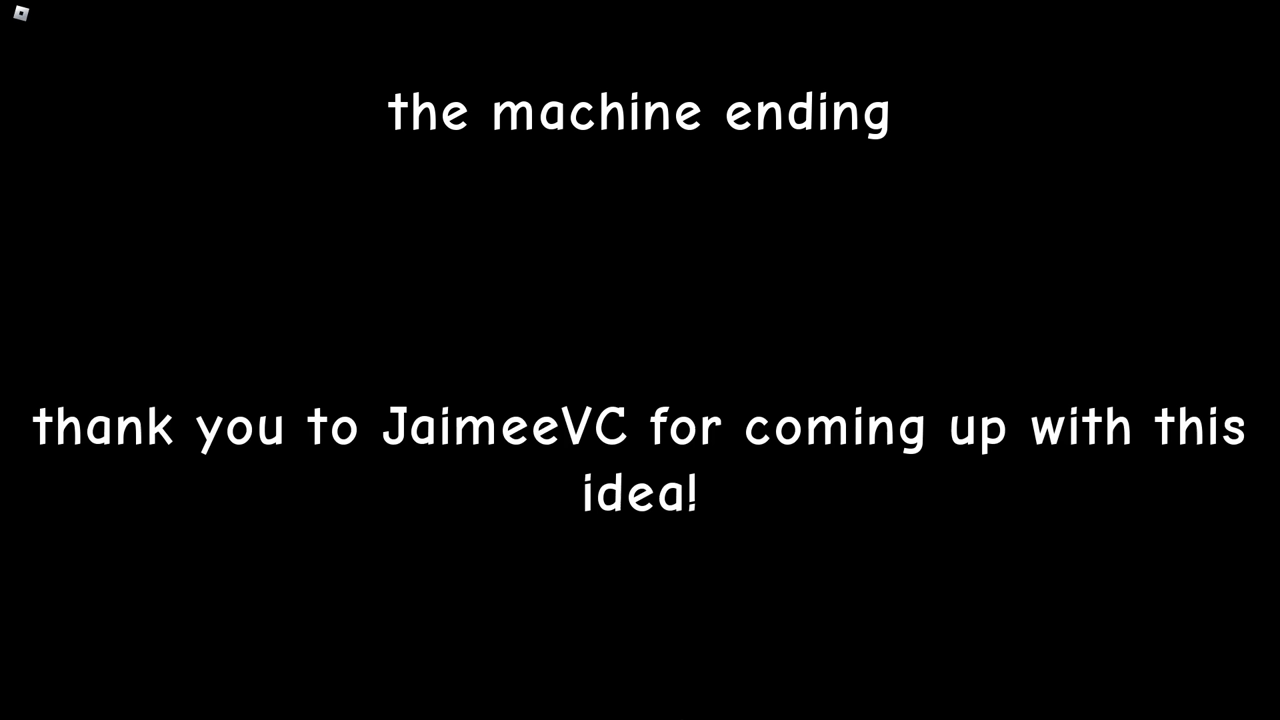 the machine ending
thank you to JaimeeVC for coming up with this
idea!